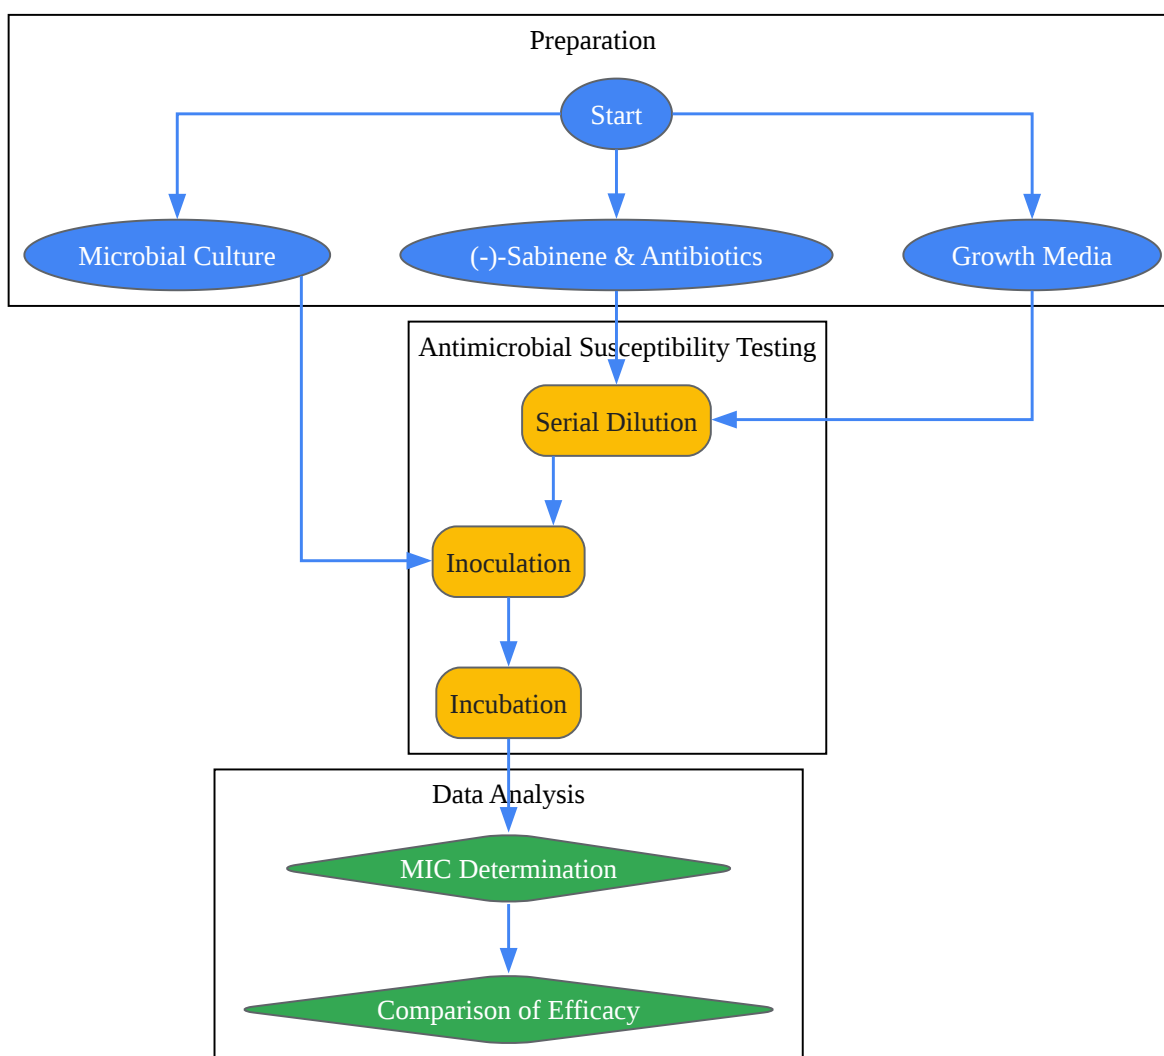 Preparation
Start
Microbial Culture
(-)-Sabinene & Antibiotics
Growth Media
Antimicrobial Susceptibility Testing
Serial Dilution
Inoculation
Incubation
Data Analysis
MIC Determination
Comparison of Efficacy